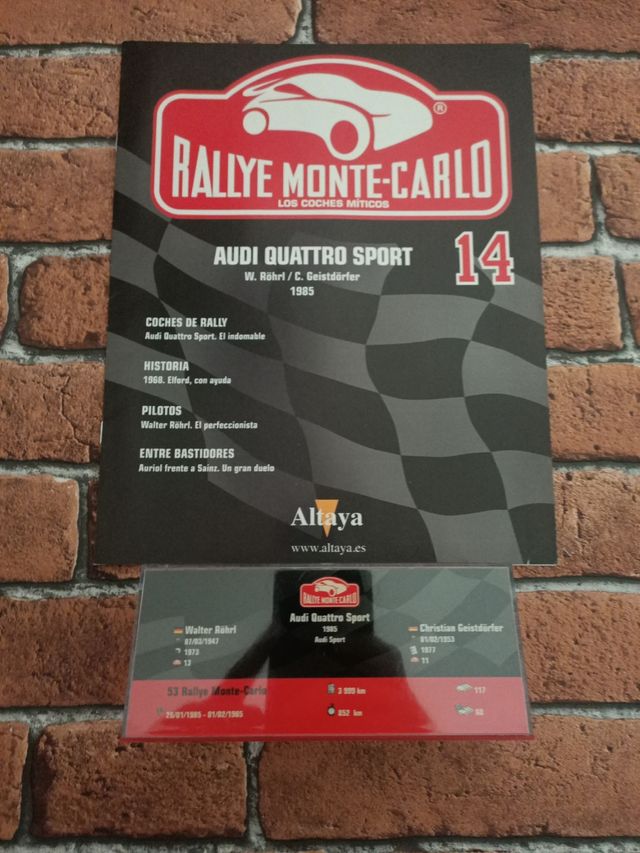 RALLYE MONTE-CARLO
®
LOS COCHES MÍTICOS
AUDI QUATTRO SPORT
14
W. Röhrl / C. Geistdörfer
1985
COCHES DE RALLY
Audi Quattro Sport. El indomable
HISTORIA
1968. Elford, con ayuda
PILOTOS
Walter Röhrl. El perfeccionista
ENTRE BASTIDORES
Auriol frente a Sainz. Un gran duelo
Altaya
www.altaya.es
RALLYE MONTE-CARLO
Audi Quattro Sport
1985
Audi Sport
Walter Röhrl
07/03/1947
1973
13
Christian Geistdörfer
01/02/1953
1977
11
53 Rallye Monte-Carlo
3 999 km
117
26/01/1985 - 01/02/1985
852 km